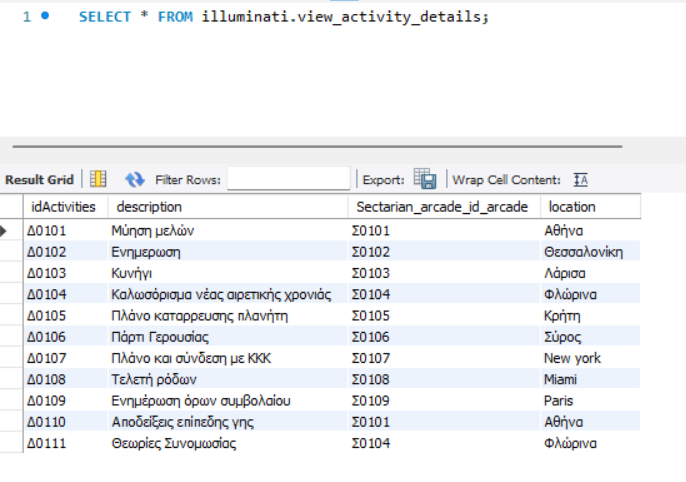 1 SELECT * FROM illuminati.view_activity_details;
Result Grid Filter Rows: Export: Wrap Cell Content:
idActivities description Sectarian_arcade_id_arcade location
Δ0101 Μύηση μελών Σ0101 Αθήνα
Δ0102 Ενημερωση Σ0102 Θεσσαλονίκη
Δ0103 Κυνήγι Σ0103 Λάρισα
Δ0104 Καλωσόρισμα νέας αιρετικής χρονιάς Σ0104 Φλώρινα
Δ0105 Πλάνο καταρρευσης πλανήτη Σ0105 Κρήτη
Δ0106 Πάρτι Γερουσίας Σ0106 Σύρος
Δ0107 Πλάνο και σύνδεση με ΚΚΚ Σ0107 New york
Δ0108 Τελετή ρόδων Σ0108 Miami
Δ0109 Ενημέρωση όρων συμβολαίου Σ0109 Paris
Δ0110 Αποδείξεις επίπεδης γης Σ0101 Αθήνα
Δ0111 Θεωρίες Συνομωσίας Σ0104 Φλώρινα